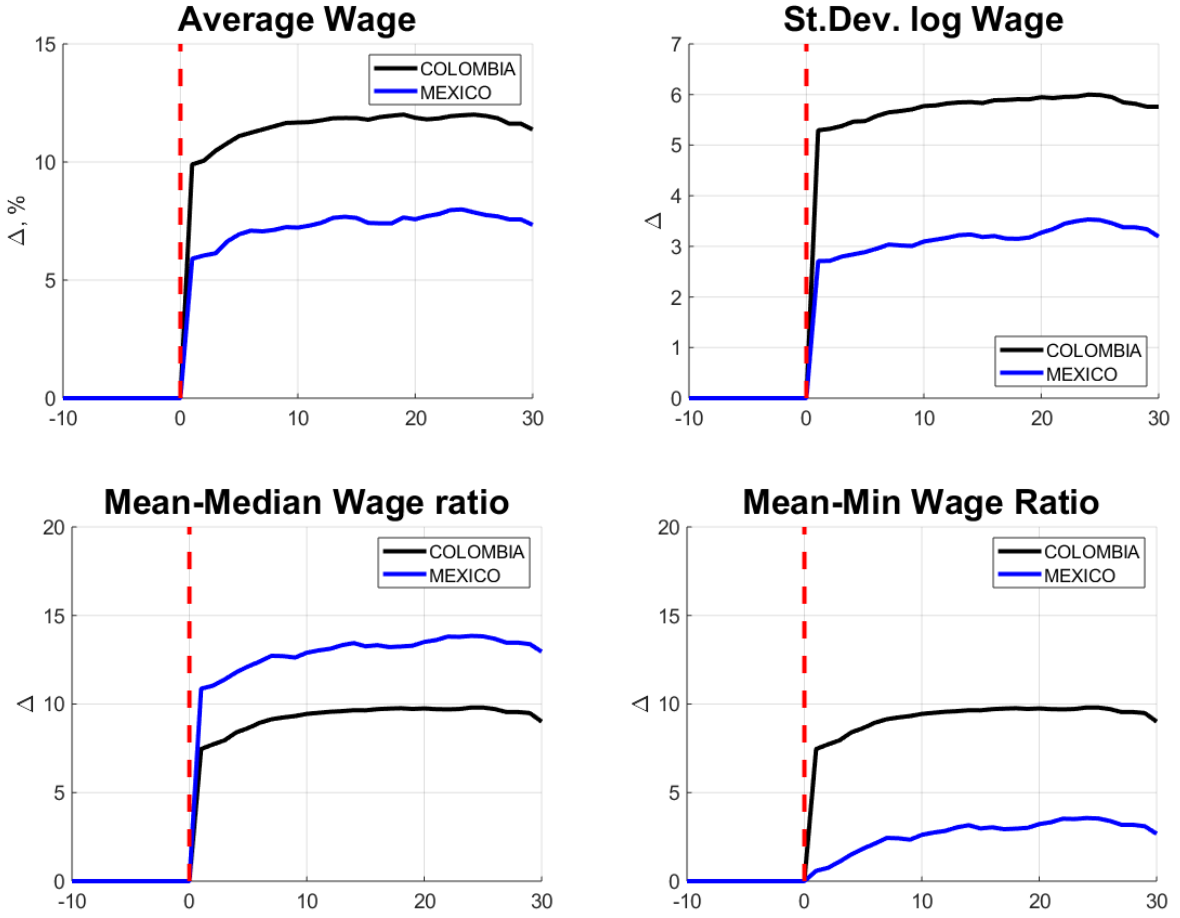 Average Wage
15
10
5
0
Δ, %
-10
0
10
20
30
COLOMBIA
MEXICO
St.Dev. log Wage
7
6
5
4
3
2
1
0
Δ
-10
0
10
20
30
COLOMBIA
MEXICO
Mean-Median Wage ratio
20
15
10
5
0
Δ
-10
0
10
20
30
COLOMBIA
MEXICO
Mean-Min Wage Ratio
20
15
10
5
0
Δ
-10
0
10
20
30
COLOMBIA
MEXICO